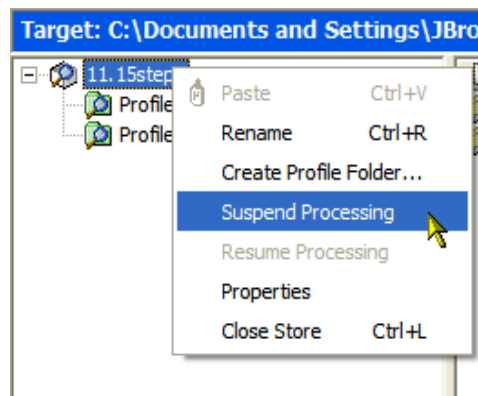 Target: C:\Documents and Settings\JBro
11.15step
Profile
Profile
Paste Ctrl+V
Rename Ctrl+R
Create Profile Folder...
Suspend Processing
Resume Processing
Properties
Close Store Ctrl+L